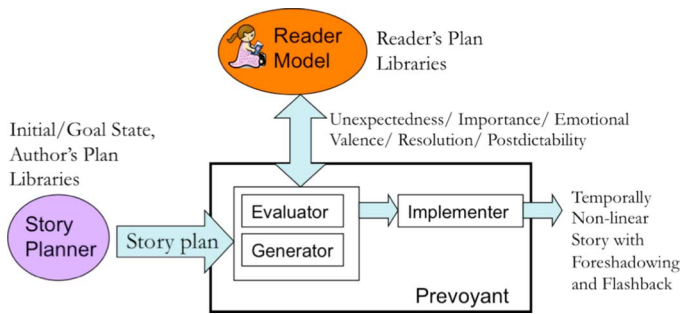 Reader
Model
Reader's Plan
Libraries
Unexpectedness/ Importance/ Emotional
Valence/ Resolution/ Postdictability
Initial/Goal State,
Author's Plan
Libraries
Story
Planner
Story plan
Evaluator
Generator
Implementer
Prevoyant
Temporally
Non-linear
Story with
Foreshadowing
and Flashback